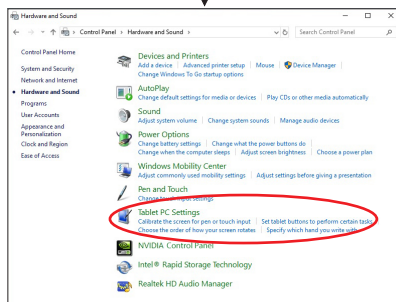 Hardware and Sound
Control Panel > Hardware and Sound >
Search Control Panel
Control Panel Home
System and Security
Network and Internet
Hardware and Sound
Programs
User Accounts
Appearance and
Personalization
Clock and Region
Ease of Access
Devices and Printers
Add a device | Advanced printer setup | Mouse | Device Manager
Change Windows To Go startup options
AutoPlay
Change default settings for media or devices | Play CDs or other media automatically
Sound
Adjust system volume | Change system sounds | Manage audio devices
Power Options
Change battery settings | Change what the power buttons do
Change when the computer sleeps | Adjust screen brightness | Choose a power plan
Windows Mobility Center
Adjust commonly used mobility settings | Adjust settings before giving a presentation
Pen and Touch
Change touch input settings
Tablet PC Settings
Calibrate the screen for pen or touch input | Set tablet buttons to perform certain tasks
Choose the order of how your screen rotates | Specify which hand you write with
NVIDIA Control Panel
Intel® Rapid Storage Technology
Realtek HD Audio Manager